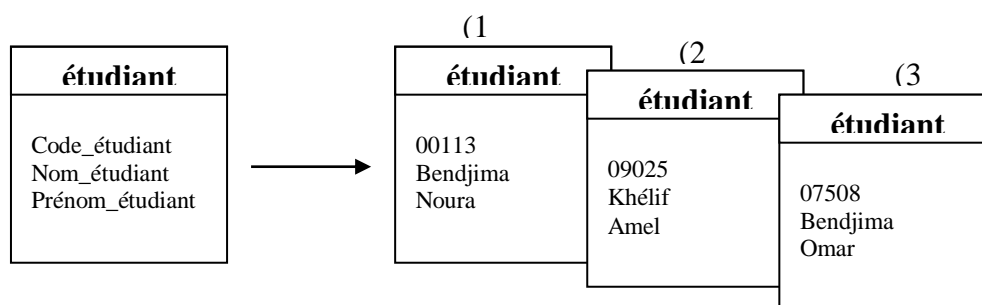 étudiant
Code_étudiant
Nom_étudiant
Prénom_étudiant
(1
étudiant
00113
Bendjima
Noura
(2
étudiant
09025
Khélif
Amel
(3
étudiant
07508
Bendjima
Omar